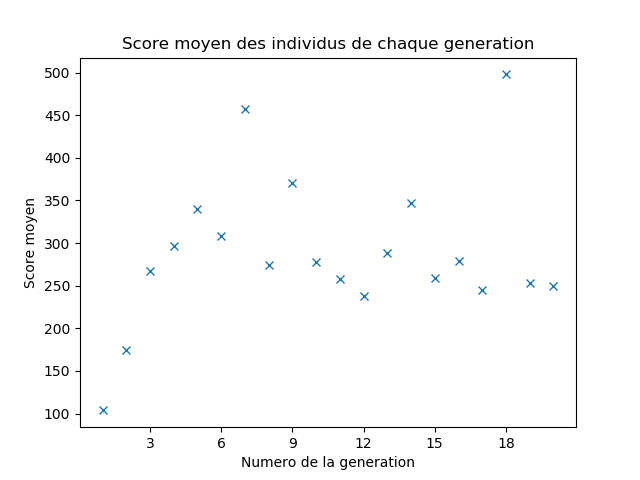 Score moyen des individus de chaque generation
Score moyen
500
450
400
350
300
250
200
150
100
3 6 9 12 15 18
Numero de la generation